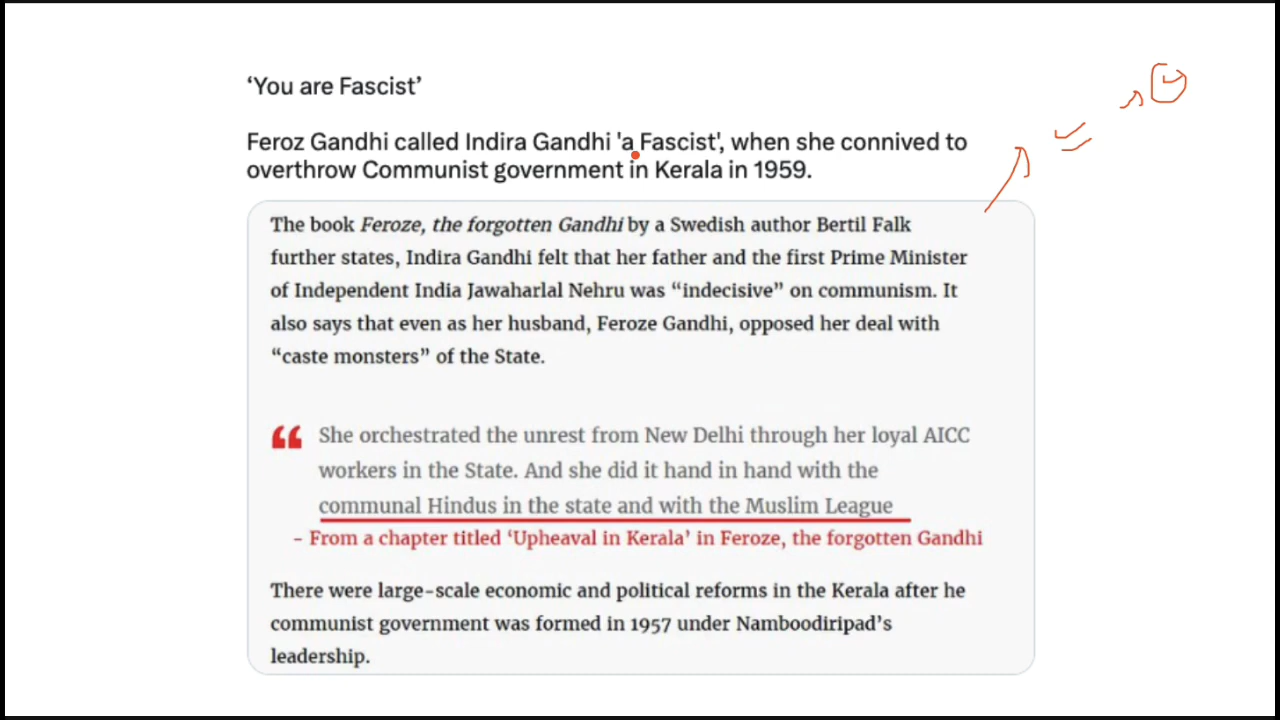 ‘You are Fascist’
Feroz Gandhi called Indira Gandhi 'a Fascist', when she connived to
overthrow Communist government in Kerala in 1959.
The book Feroze, the forgotten Gandhi by a Swedish author Bertil Falk
further states, Indira Gandhi felt that her father and the first Prime Minister
of Independent India Jawaharlal Nehru was “indecisive” on communism. It
also says that even as her husband, Feroze Gandhi, opposed her deal with
“caste monsters” of the State.
“ She orchestrated the unrest from New Delhi through her loyal AICC
workers in the State. And she did it hand in hand with the
communal Hindus in the state and with the Muslim League
– From a chapter titled ‘Upheaval in Kerala’ in Feroze, the forgotten Gandhi
There were large-scale economic and political reforms in the Kerala after he
communist government was formed in 1957 under Namboodiripad’s
leadership.